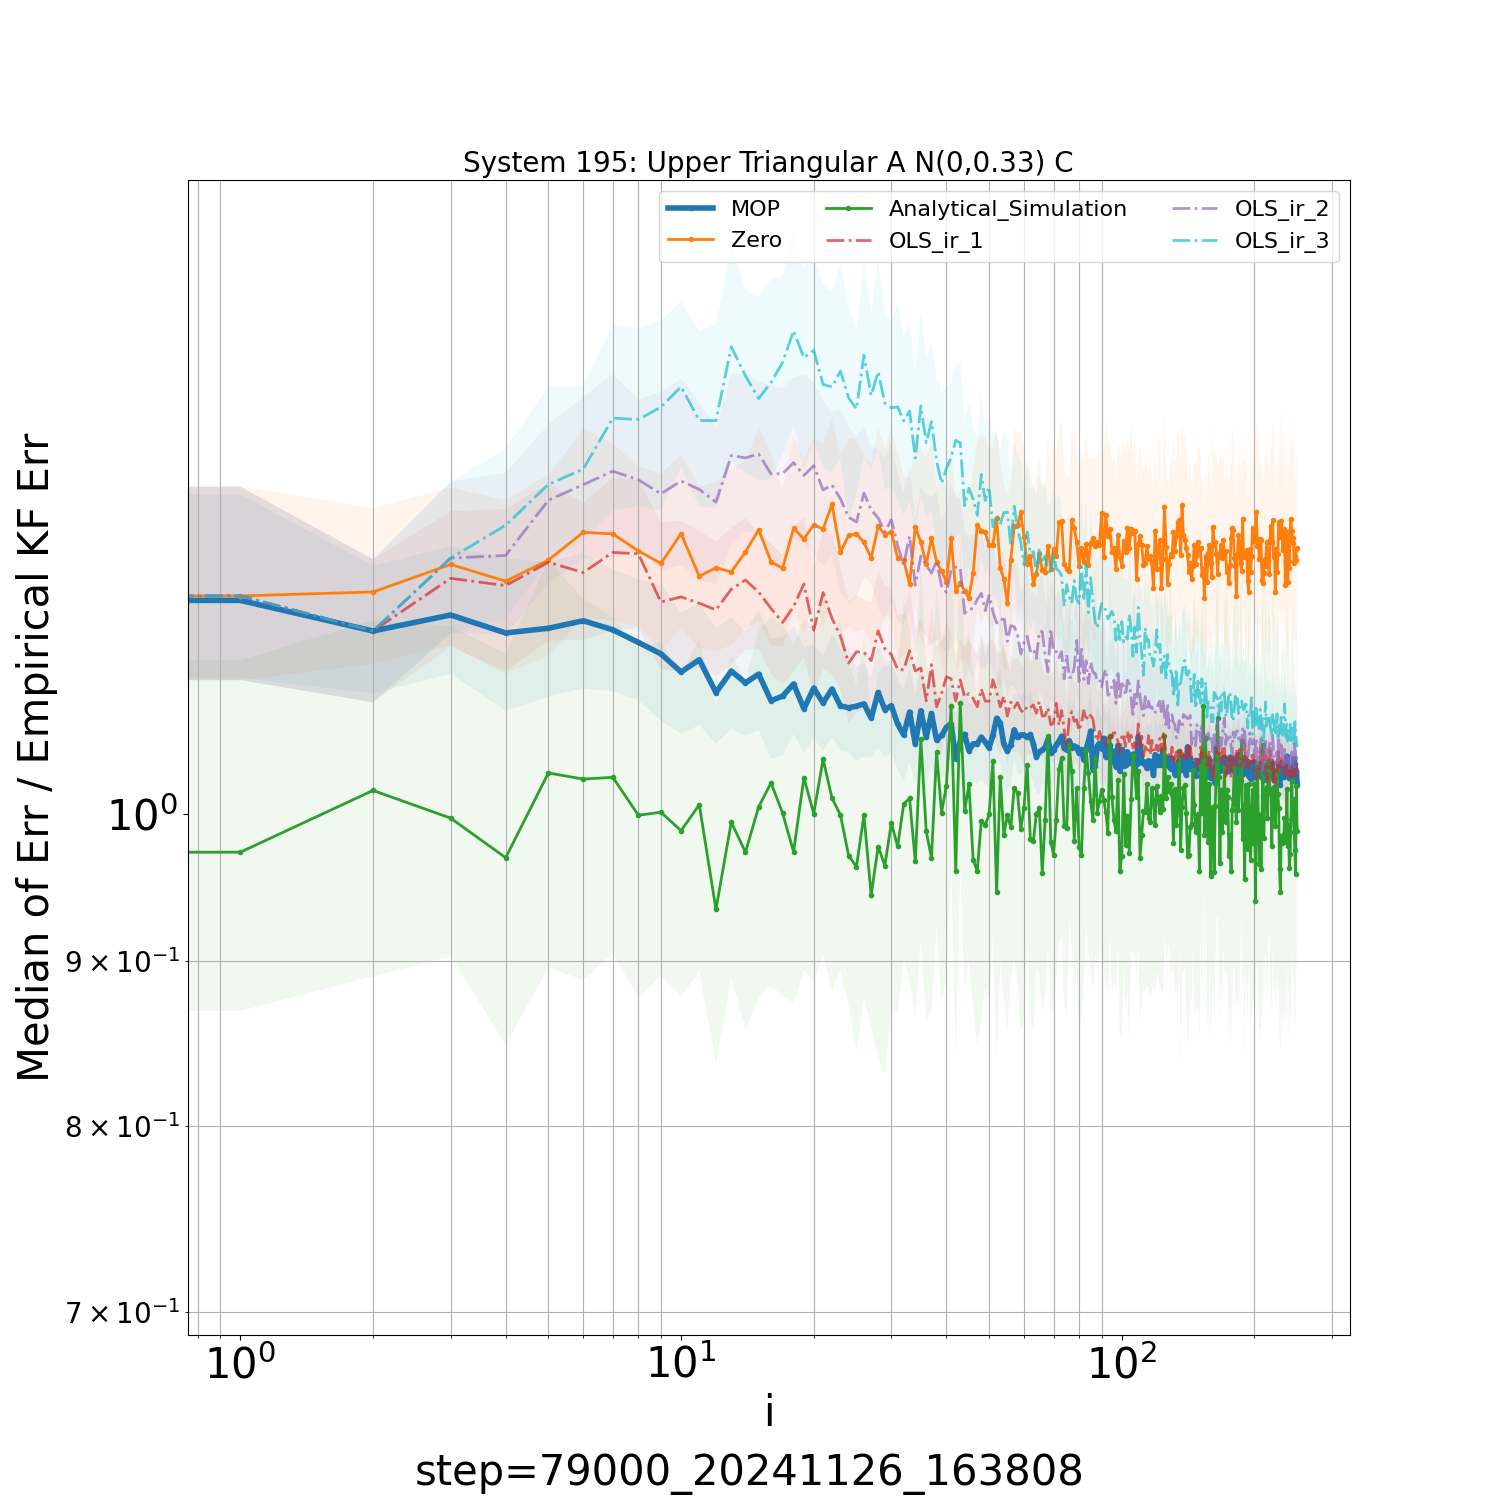 System 195: Upper Triangular A N(0,0.33) C
MOP
Zero
Analytical_Simulation
OLS_ir_1
OLS_ir_2
OLS_ir_3
Median of Err / Empirical KF Err
10⁰
9 × 10⁻¹
8 × 10⁻¹
7 × 10⁻¹
10⁰ 10¹ 10²
i
step=79000_20241126_163808